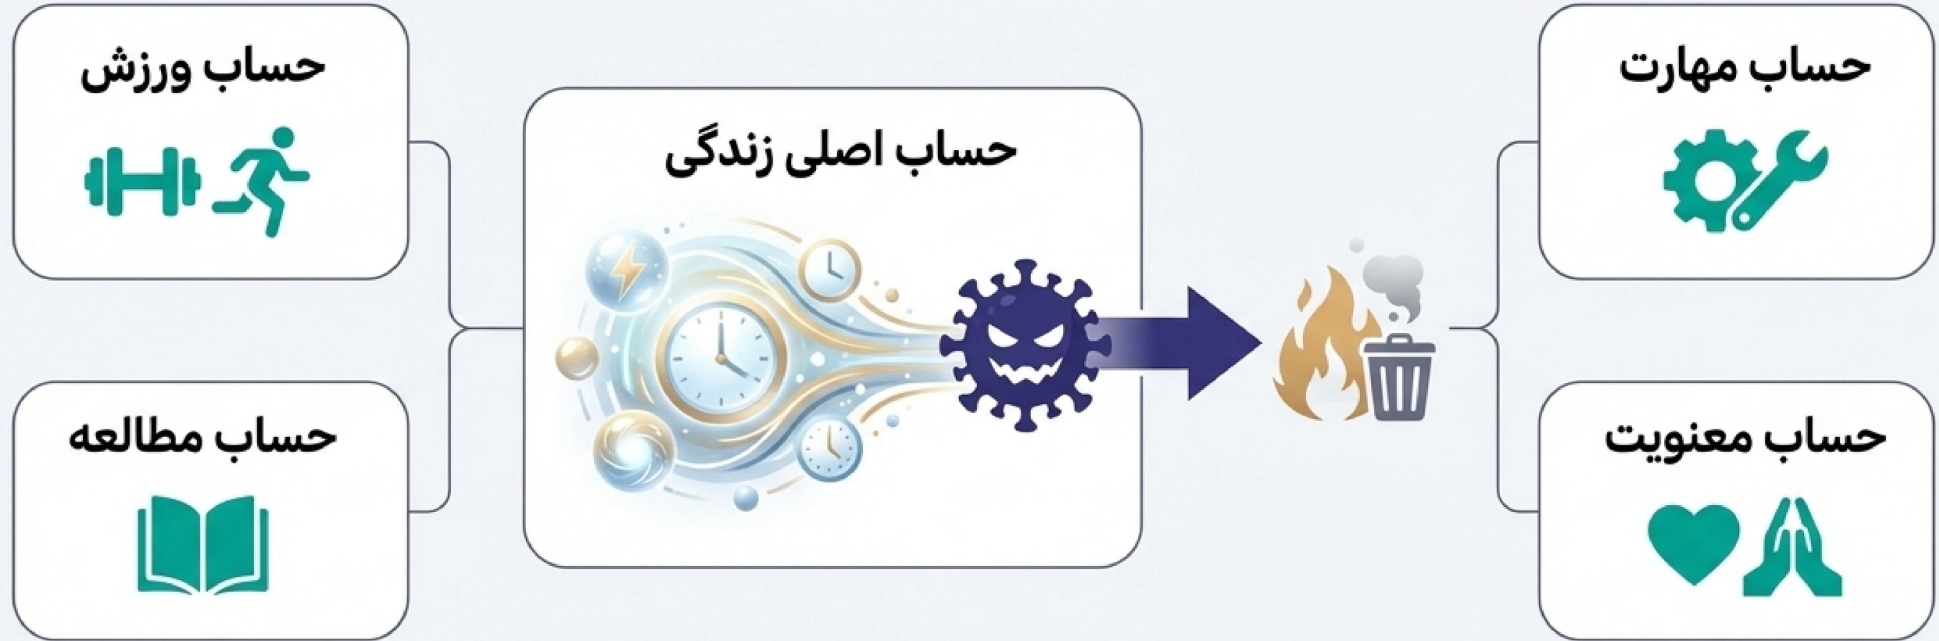 حساب مهارت
حساب ورزش
حساب اصلی زندگی
حساب معنویت
حساب مطالعه